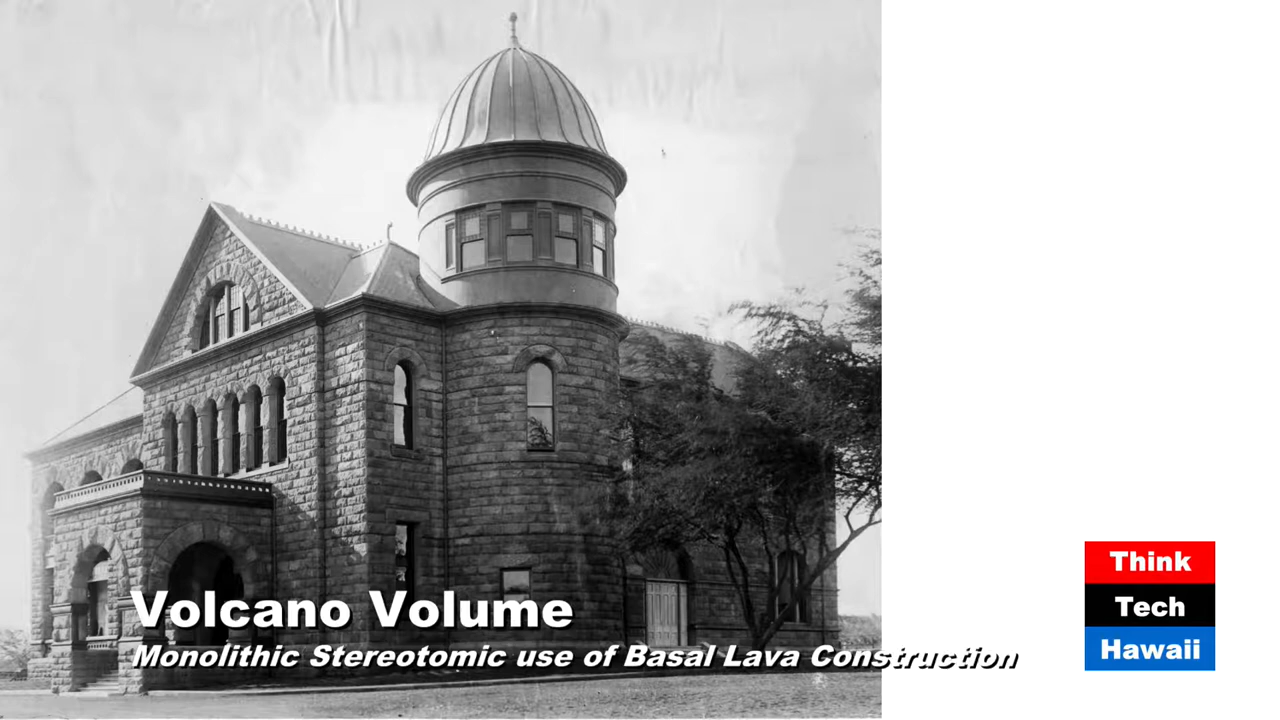 Volcano Volume
Monolithic Stereotomic use of Basal Lava Construction
Think
Tech
Hawaii